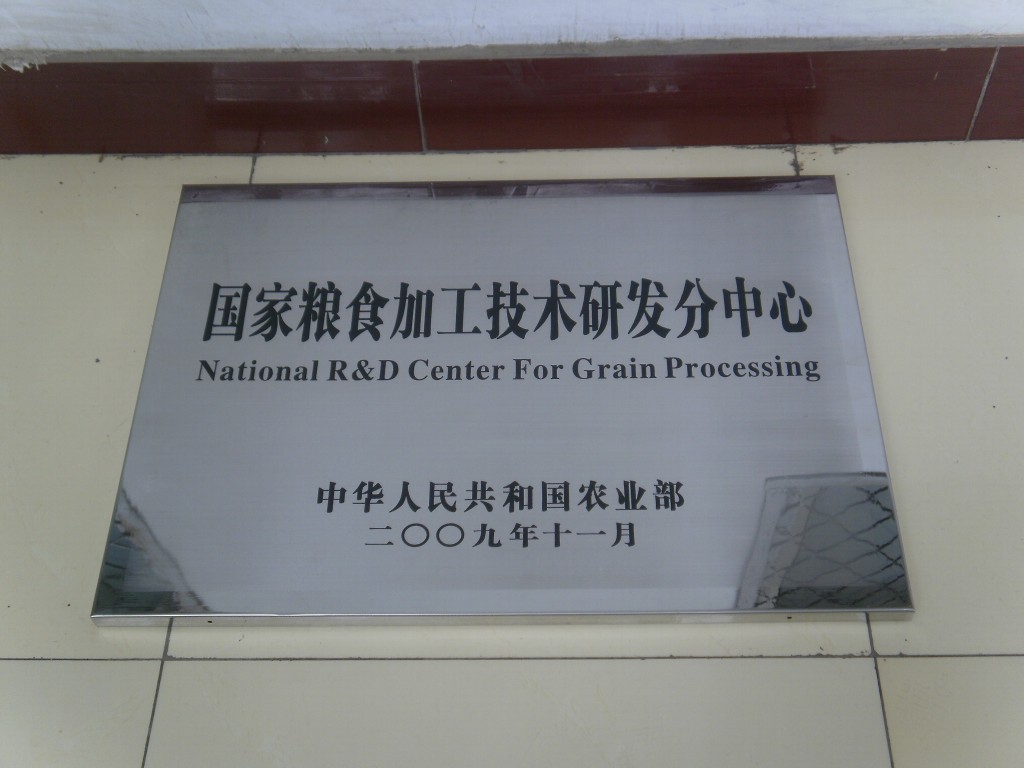 国家粮食加工技术研发分中心
National R&D Center For Grain Processing
中华人民共和国农业部
二〇〇九年十一月